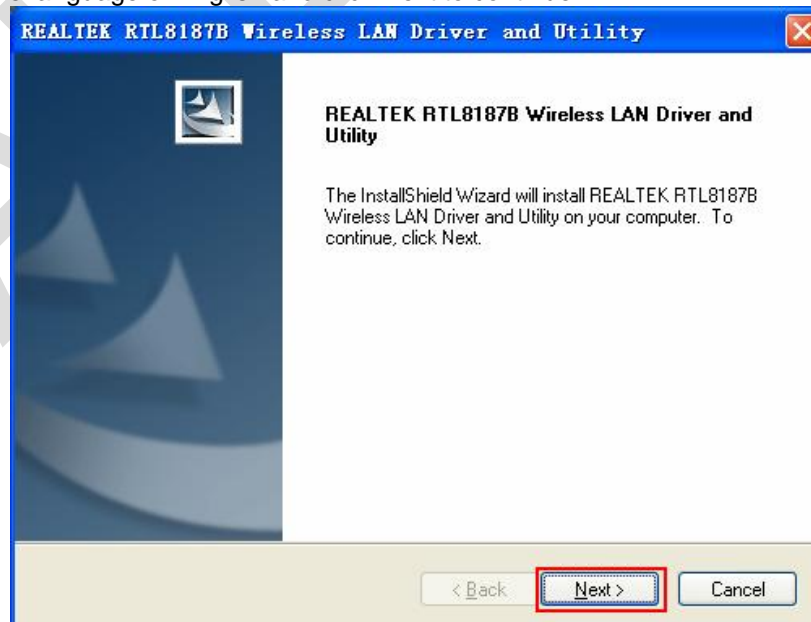 REALTEK RTL8187B Wireless LAN Driver and Utility
REALTEK RTL8187B Wireless LAN Driver and
Utility
The InstallShield Wizard will install REALTEK RTL8187B
Wireless LAN Driver and Utility on your computer. To
continue, click Next.
< Back
Next >
Cancel